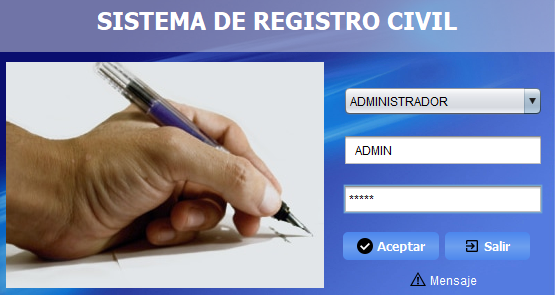 SISTEMA DE REGISTRO CIVIL
ADMINISTRADOR
ADMIN
*****
Aceptar
Salir
Mensaje